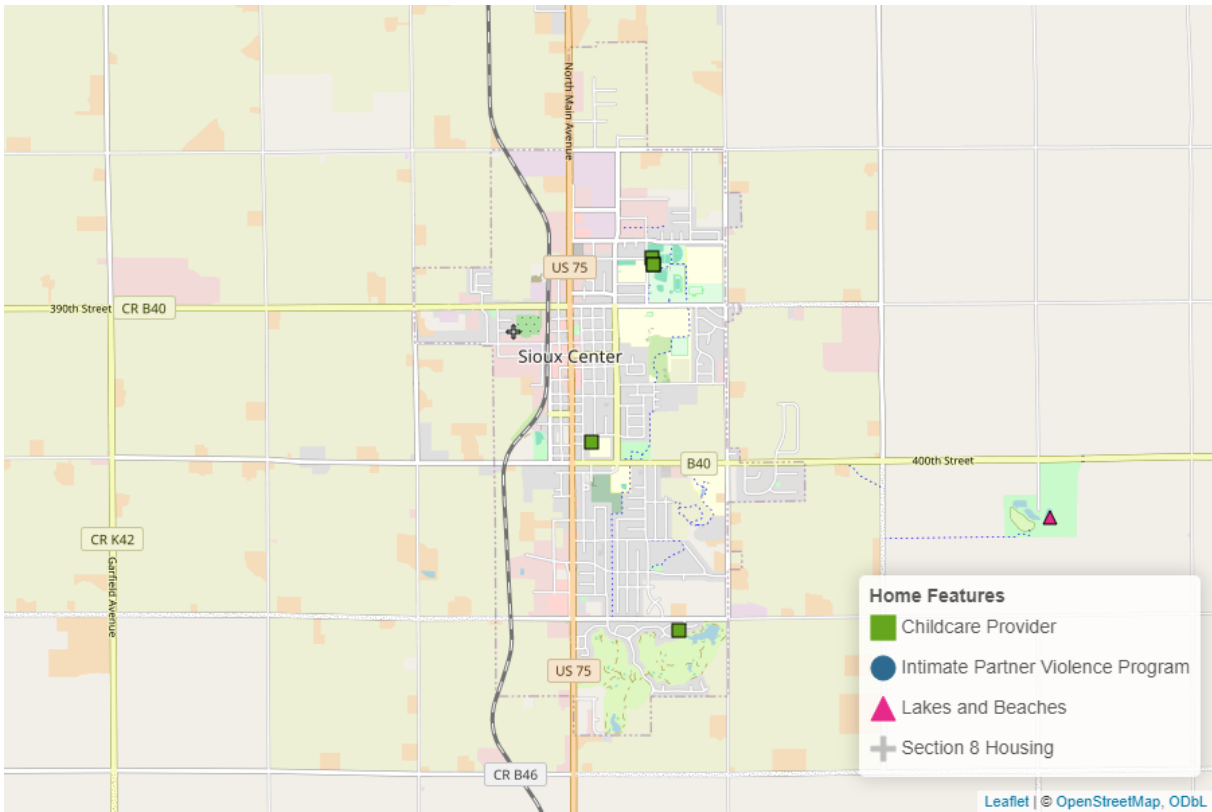 North Main Avenue
US 75
390th Street
CR B40
Sioux Center
B40
400th Street
CR K42
Garfield Avenue
US 75
CR B46
Home Features
Childcare Provider
Intimate Partner Violence Program
Lakes and Beaches
Section 8 Housing
Leaflet | © OpenStreetMap, ODbL